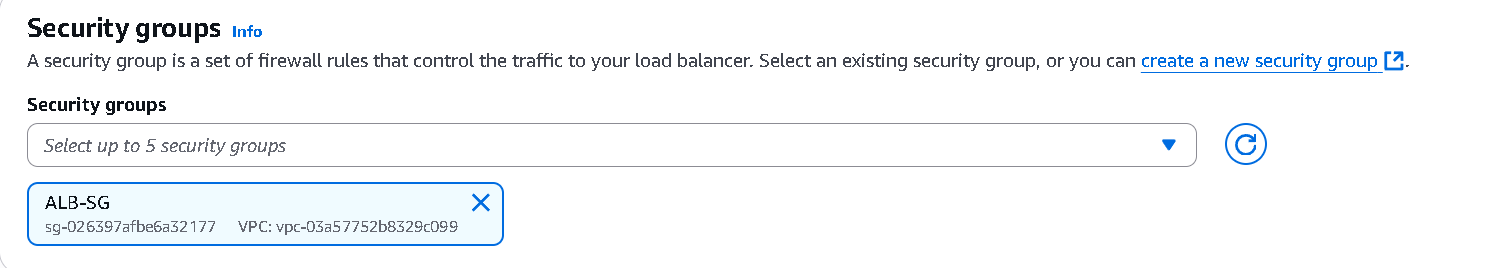 Security groups Info
A security group is a set of firewall rules that control the traffic to your load balancer. Select an existing security group, or you can create a new security group.
Security groups
Select up to 5 security groups
ALB-SG
sg-026397afbe6a32177 VPC: vpc-03a57752b8329c099